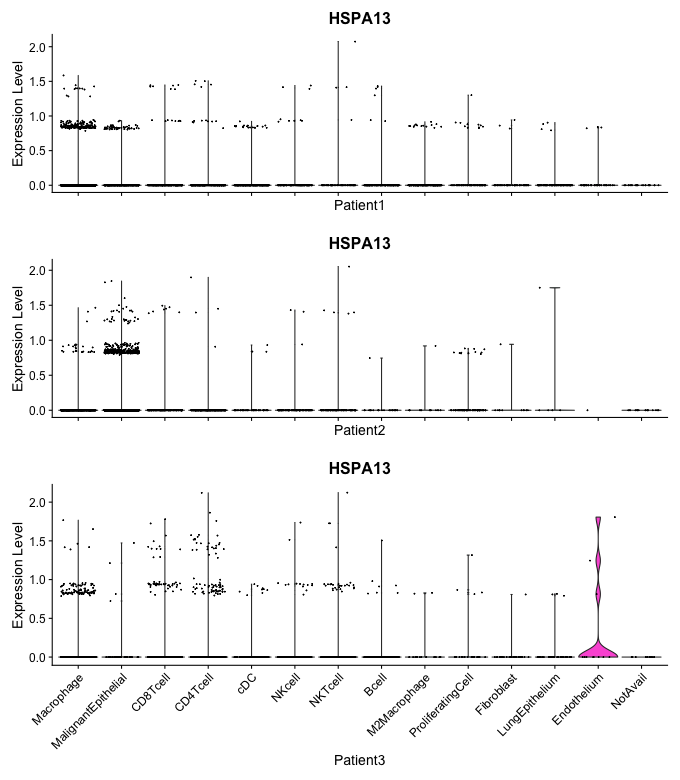 HSPA13
Expression Level
2.0
1.5
1.0
0.5
0.0
Patient1
HSPA13
Expression Level
2.0
1.5
1.0
0.5
0.0
Patient2
HSPA13
Expression Level
2.0
1.5
1.0
0.5
0.0
Macrophage
MalignantEpithelial
CD8Tcell
CD4Tcell
cDC
NKcell
NKTcell
Bcell
M2Macrophage
ProliferatingCell
Fibroblast
LungEpithelium
Endothelium
NotAvail
Patient3